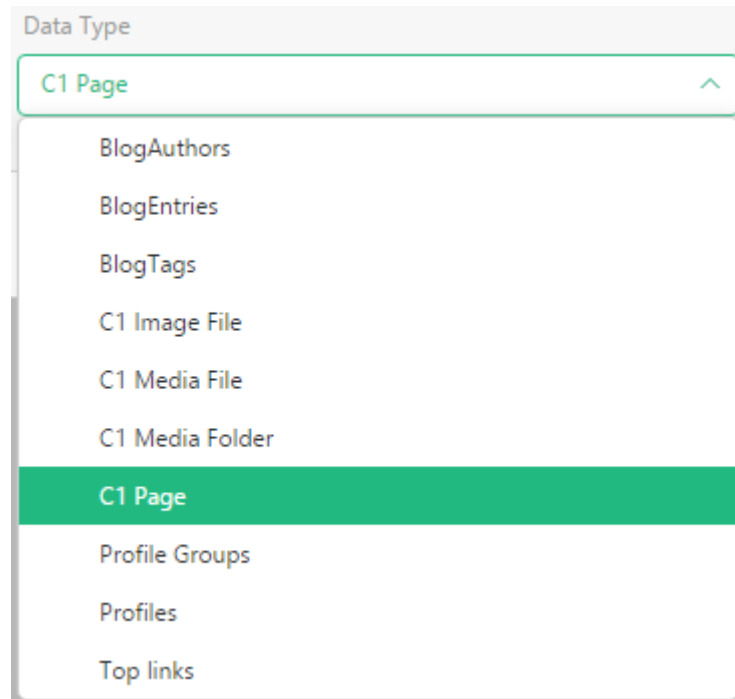 Data Type
C1 Page
BlogAuthors
BlogEntries
BlogTags
C1 Image File
C1 Media File
C1 Media Folder
C1 Page
Profile Groups
Profiles
Top links